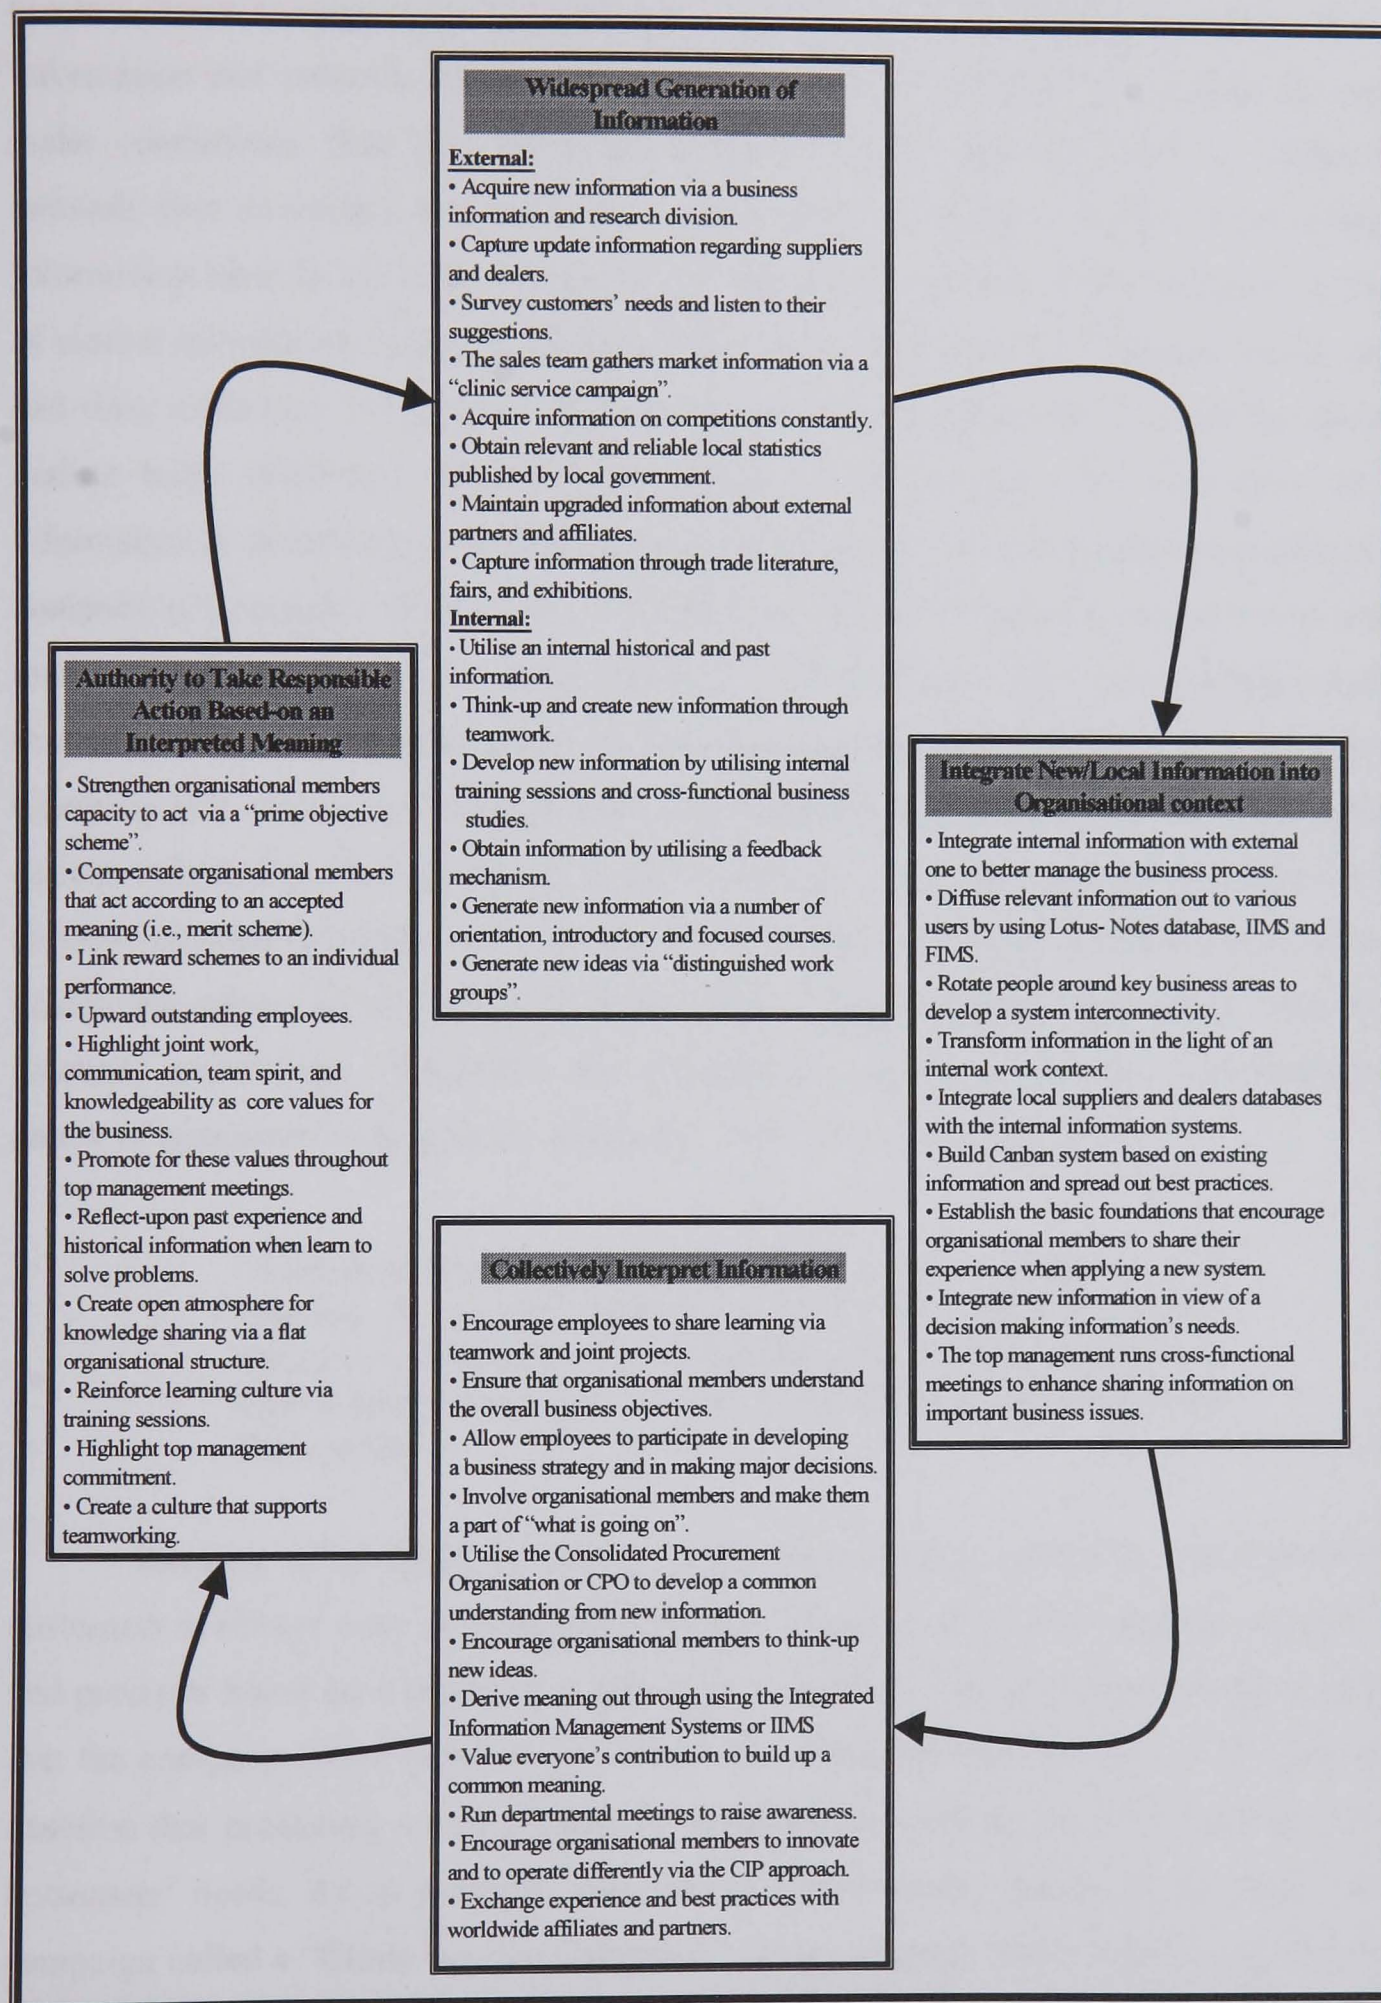 Widespread Generation of
Information
External:
• Acquire new information via a business
information and research division.
• Capture update information regarding suppliers
and dealers.
• Survey customers' needs and listen to their
suggestions.
• The sales team gathers market information via a
“clinic service campaign”.
• Acquire information on competitions constantly.
• Obtain relevant and reliable local statistics
published by local government.
• Maintain upgraded information about external
partners and affiliates.
• Capture information through trade literature,
fairs, and exhibitions.
Internal:
• Utilise an internal historical and past
information.
• Think-up and create new information through
teamwork.
• Develop new information by utilising internal
training sessions and cross-functional business
studies.
• Obtain information by utilising a feedback
mechanism.
• Generate new information via a number of
orientation, introductory and focused courses.
• Generate new ideas via “distinguished work
groups”.
Authority to Take Responsible
Action Based-on an
Interpreted Meaning
• Strengthen organisational members
capacity to act via a “prime objective
scheme”.
• Compensate organisational members
that act according to an accepted
meaning (i.e., merit scheme).
• Link reward schemes to an individual
performance.
• Upward outstanding employees.
• Highlight joint work,
communication, team spirit, and
knowledgeability as core values for
the business.
• Promote for these values throughout
top management meetings.
• Reflect-upon past experience and
historical information when learn to
solve problems.
• Create open atmosphere for
knowledge sharing via a flat
organisational structure.
• Reinforce learning culture via
training sessions.
• Highlight top management
commitment.
• Create a culture that supports
teamworking.
Integrate New/Local Information into
Organisational context
• Integrate internal information with external
one to better manage the business process.
• Diffuse relevant information out to various
users by using Lotus- Notes database, IIMS and
FIMS.
• Rotate people around key business areas to
develop a system interconnectivity.
• Transform information in the light of an
internal work context.
• Integrate local suppliers and dealers databases
with the internal information systems.
• Build Canban system based on existing
information and spread out best practices.
• Establish the basic foundations that encourage
organisational members to share their
experience when applying a new system.
• Integrate new information in view of a
decision making information's needs.
• The top management runs cross-functional
meetings to enhance sharing information on
important business issues.
Collectively Interpret Information
• Encourage employees to share learning via
teamwork and joint projects.
• Ensure that organisational members understand
the overall business objectives.
• Allow employees to participate in developing
a business strategy and in making major decisions.
• Involve organisational members and make them
a part of “what is going on”.
• Utilise the Consolidated Procurement
Organisation or CPO to develop a common
understanding from new information.
• Encourage organisational members to think-up
new ideas.
• Derive meaning out through using the Integrated
Information Management Systems or IIMS
• Value everyone's contribution to build up a
common meaning.
• Run departmental meetings to raise awareness.
• Encourage organisational members to innovate
and to operate differently via the CIP approach.
• Exchange experience and best practices with
worldwide affiliates and partners.